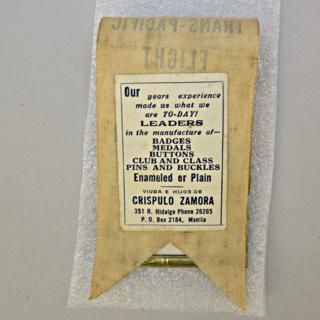 TRANS-PACIFIC
FLIGHT
Our years experience
made us what we
are TO-DAY!
LEADERS
in the manufacture of—
BADGES
MEDALS
BUTTONS
CLUB AND CLASS
PINS AND BUCKLES
Enameled or Plain
VIUDA E HIJOS DE
CRISPULO ZAMORA
351 R. Hidalgo Phone 26265
P. O. Box 2164, Manila